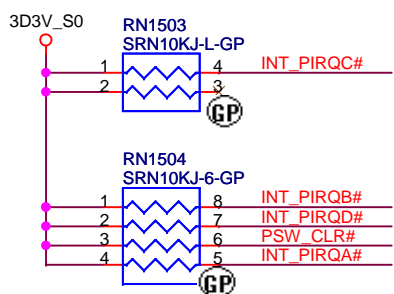 3D3V_S0
RN1503
SRN10KJ-L-GP
1 4 INT_PIRQC#
2 3
GP
RN1504
SRN10KJ-6-GP
1 8 INT_PIRQB#
2 7 INT_PIRQD#
3 6 PSW_CLR#
4 5 INT_PIRQA#
GP